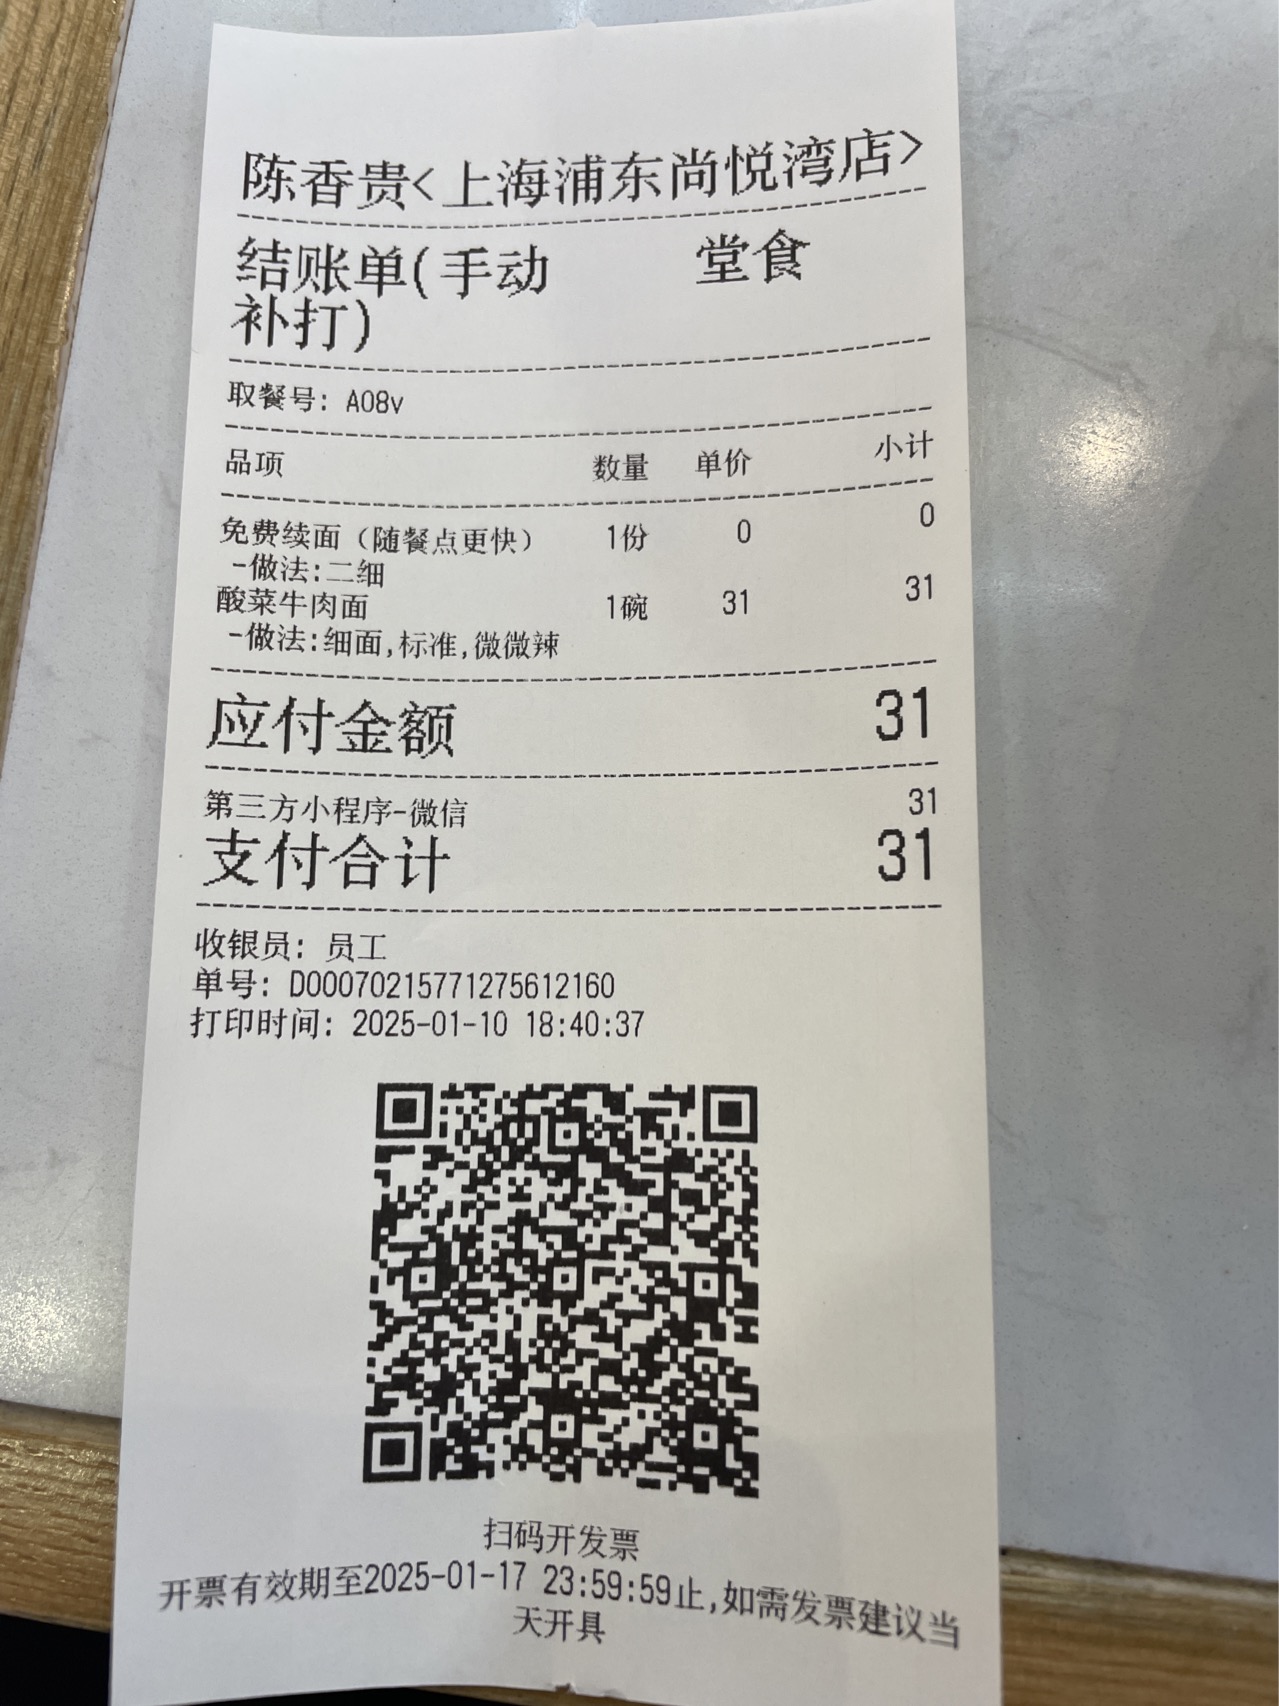 陈香贵<上海浦东尚悦湾店>
结账单(手动 堂食
补打)
取餐号: A08v
品项 数量 单价 小计
免费续面（随餐点更快） 1份 0 0
-做法:二细
酸菜牛肉面 1碗 31 31
-做法:细面,标准,微微辣
应付金额 31
第三方小程序-微信 31
支付合计 31
收银员: 员工
单号: D00070215771275612160
打印时间: 2025-01-10 18:40:37
扫码开发票
开票有效期至2025-01-17 23:59:59止,如需发票建议当
天开具